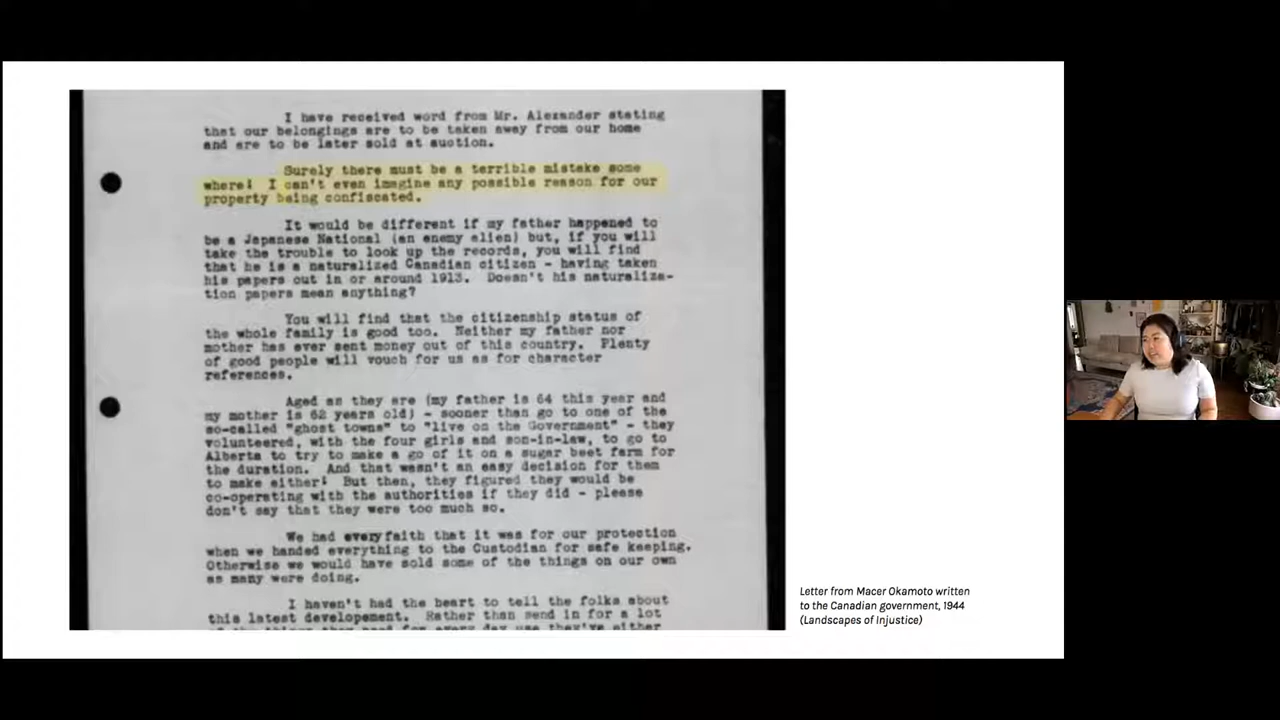 I have received word from Mr. Alexander stating
that our belongings are to be taken away from our home
and are to be later sold at auction.
Surely there must be a terrible mistake some
where! I can't even imagine any possible reason for our
property being confiscated.
It would be different if my father happened to
be a Japanese National (an enemy alien) but, if you will
take the trouble to look up the records, you will find
that he is a naturalized Canadian citizen - having taken
his papers out in or around 1913. Doesn't his naturaliza-
tion papers mean anything?
You will find that the citizenship status of
the whole family is good too. Neither my father nor
mother has ever sent money out of this country. Plenty
of good people will vouch for us as for character
references.
Aged as they are (my father is 64 this year and
my mother is 62 years old) - sooner than go to one of the
so-called "ghost towns" to "live on the Government" - they
volunteered, with the four girls and son-in-law, to go to
Alberta to try to make a go of it on a sugar beet farm for
the duration. And that wasn't an easy decision for them
to make either! But then, they figured they would be
co-operating with the authorities if they did - please
don't say that they were too much so.
We had every faith that it was for our protection
when we handed everything to the Custodian for safe keeping.
Otherwise we would have sold some of the things on our own
as many were doing.
I haven't had the heart to tell the folks about
this latest development. Rather than send in for a lot
of the things they need for every day use they've either
Letter from Macer Okamoto written
to the Canadian government, 1944
(Landscapes of Injustice)